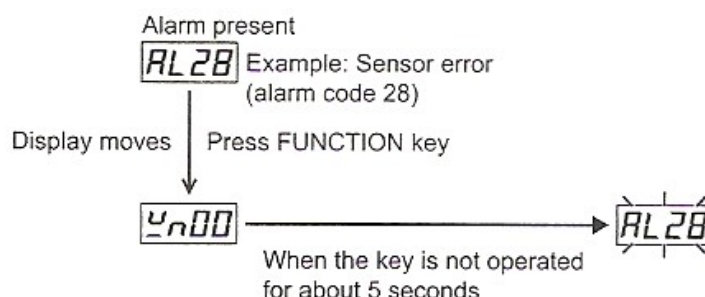 Alarm present
AL28
Example: Sensor error
(alarm code 28)
Display moves
Press FUNCTION key
Yn00
AL28
When the key is not operated
for about 5 seconds